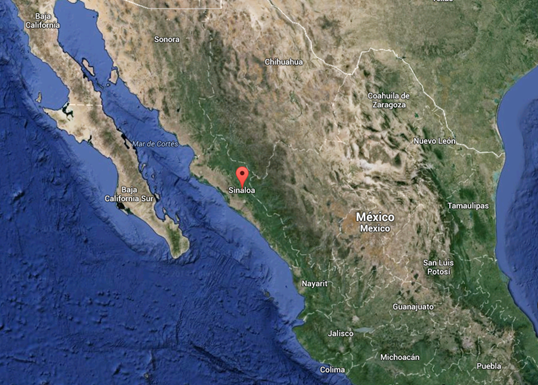 Baja
California
Sonora
Chihuahua
Coahuila de
Zaragoza
Nuevo León
Mar de Cortés
Sinaloa
Baja
California Sur
Tamaulipas
México
Mexico
San Luis
Potosí
Nayarit
Guanajuato
Jalisco
Michoacán
Puebla
Colima